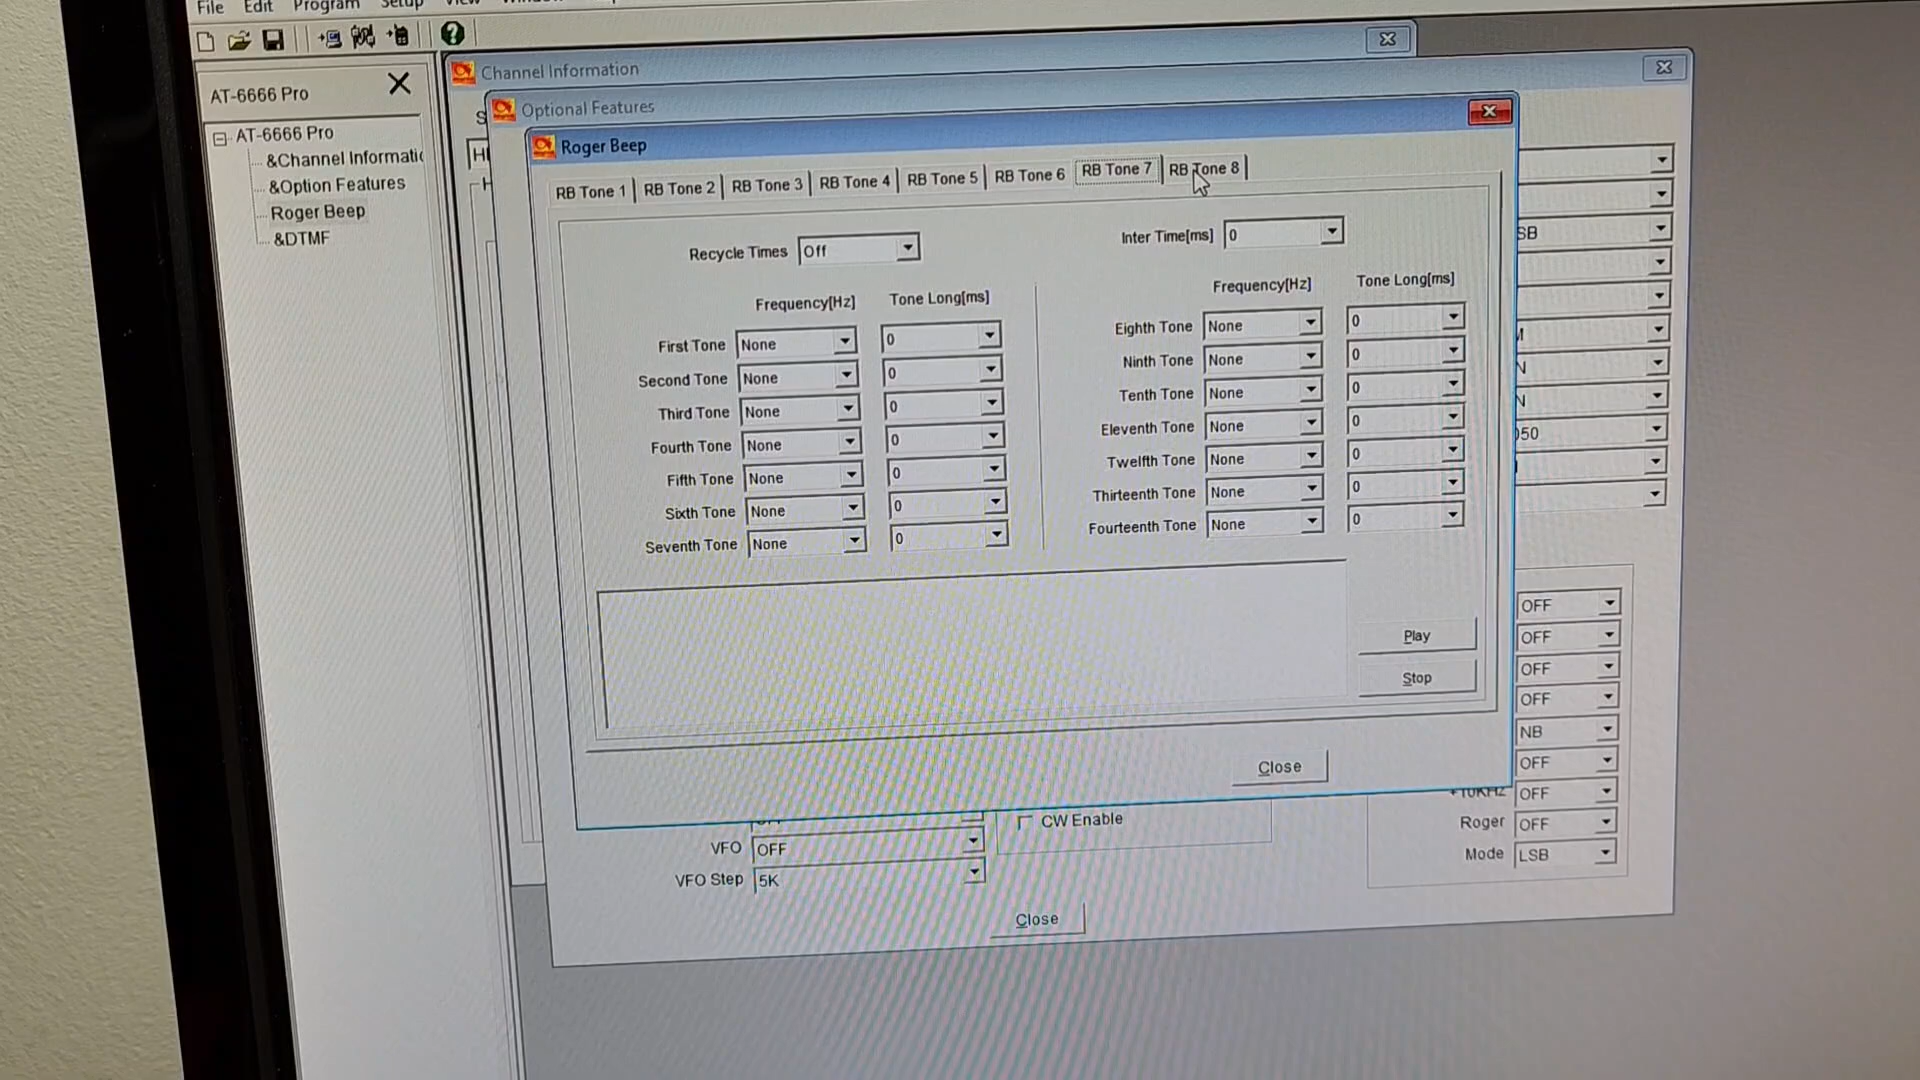 File Edit Program Setup View
AT-6666 Pro
AT-6666 Pro
&Channel Informatic
&Option Features
Roger Beep
&DTMF
Channel Information
Optional Features
Roger Beep
RB Tone 1 RB Tone 2 RB Tone 3 RB Tone 4 RB Tone 5 RB Tone 6 RB Tone 7 RB Tone 8
Recycle Times Off Inter Time[ms] 0
Frequency[Hz] Tone Long[ms] Frequency[Hz] Tone Long[ms]
First Tone None 0 Eighth Tone None 0
Second Tone None 0 Ninth Tone None 0
Third Tone None 0 Tenth Tone None 0
Fourth Tone None 0 Eleventh Tone None 0
Fifth Tone None 0 Twelfth Tone None 0
Sixth Tone None 0 Thirteenth Tone None 0
Seventh Tone None 0 Fourteenth Tone None 0
Play
Stop
Close
SB
M
N
N
050
OFF
OFF
OFF
OFF
NB
OFF
+10KHz OFF
Roger OFF
Mode LSB
CW Enable
VFO OFF
VFO Step 5K
Close